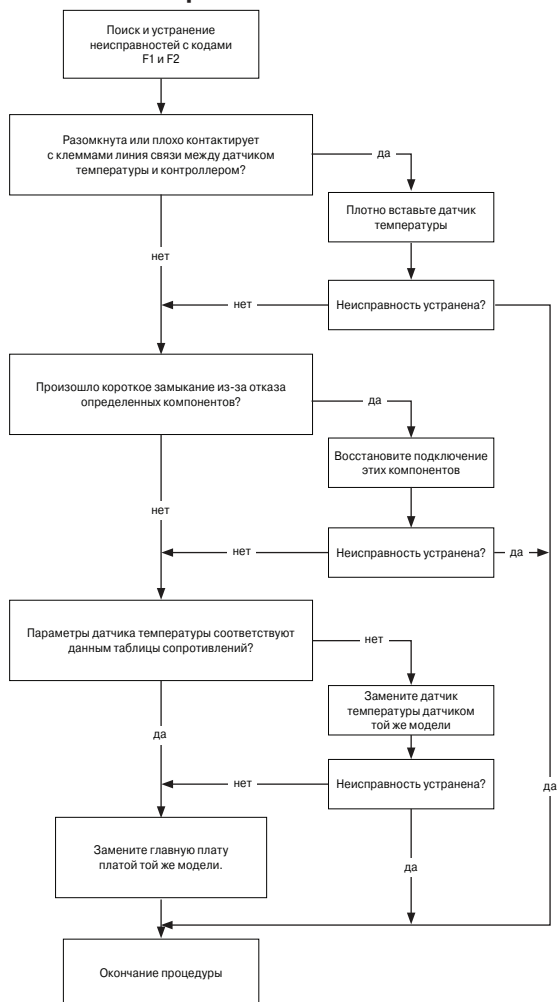 Поиск и устранение
неисправностей с кодами
F1 и F2
Разомкнута или плохо контактирует
с клеммами линия связи между датчиком
температуры и контроллером?
да
Плотно вставьте датчик
температуры
нет
нет
Неисправность устранена?
Произошло короткое замыкание из-за отказа
определенных компонентов?
да
Восстановите подключение
этих компонентов
нет
нет
Неисправность устранена?
да
Параметры датчика температуры соответствуют
данным таблицы сопротивлений?
нет
Замените датчик
температуры датчиком
той же модели
да
нет
Неисправность устранена?
да
Замените главную плату
платой той же модели.
да
Окончание процедуры